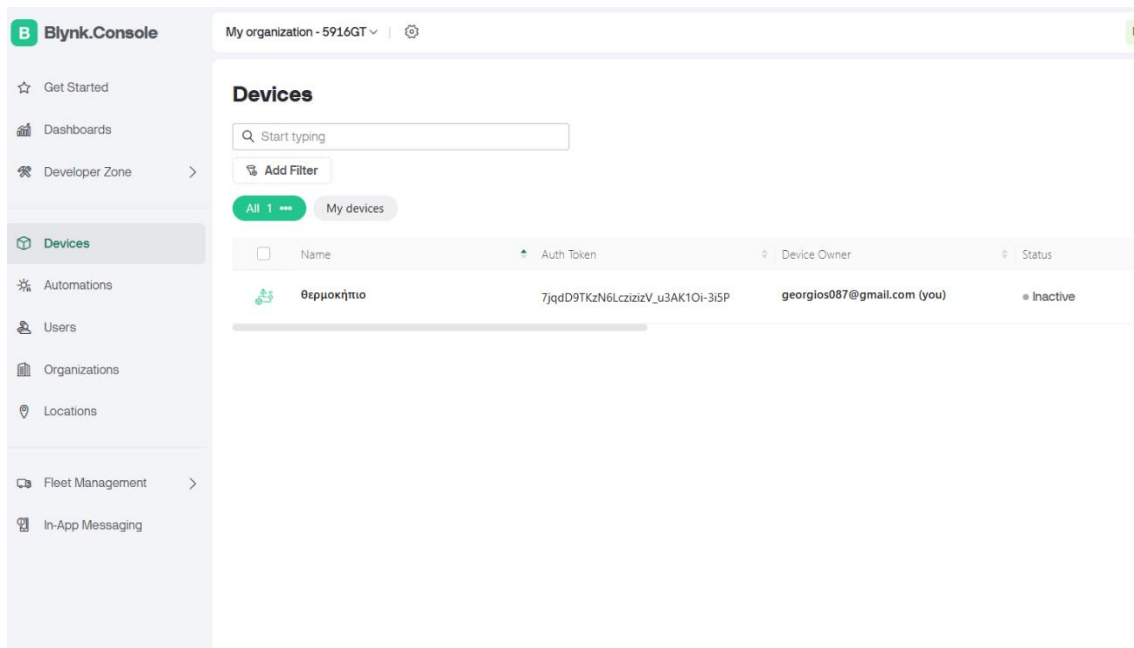 B Blynk.Console
My organization - 5916GT
Get Started
Dashboards
Developer Zone
Devices
Automations
Users
Organizations
Locations
Fleet Management
In-App Messaging
Devices
Start typing
Add Filter
All 1 My devices
Name Auth Token Device Owner Status
θερμοκήπιο 7jqdD9TKzN6LczizizV_u3AK1Oi-3i5P georgios087@gmail.com (you) Inactive